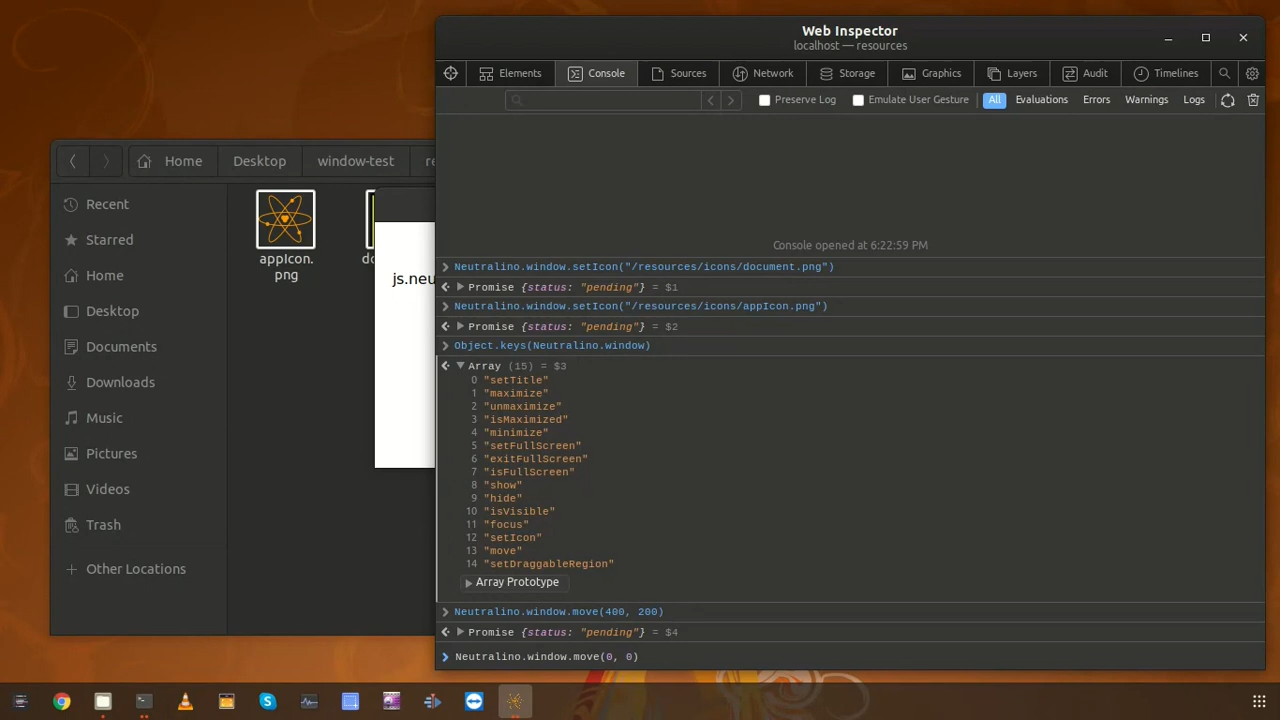 Web Inspector
localhost — resources
Elements Console Sources Network Storage Graphics Layers Audit Timelines
Preserve Log Emulate User Gesture All Evaluations Errors Warnings Logs
Home Desktop window-test
Recent
Starred
Home
Desktop
Documents
Downloads
Music
Pictures
Videos
Trash
Other Locations
appIcon.
png
js.neu
Console opened at 6:22:59 PM
Neutralino.window.setIcon("/resources/icons/document.png")
Promise {status: "pending"} = $1
Neutralino.window.setIcon("/resources/icons/appIcon.png")
Promise {status: "pending"} = $2
Object.keys(Neutralino.window)
Array (15) = $3
0 "setTitle"
1 "maximize"
2 "unmaximize"
3 "isMaximized"
4 "minimize"
5 "setFullScreen"
6 "exitFullScreen"
7 "isFullScreen"
8 "show"
9 "hide"
10 "isVisible"
11 "focus"
12 "setIcon"
13 "move"
14 "setDraggableRegion"
Array Prototype
Neutralino.window.move(400, 200)
Promise {status: "pending"} = $4
Neutralino.window.move(0, 0)